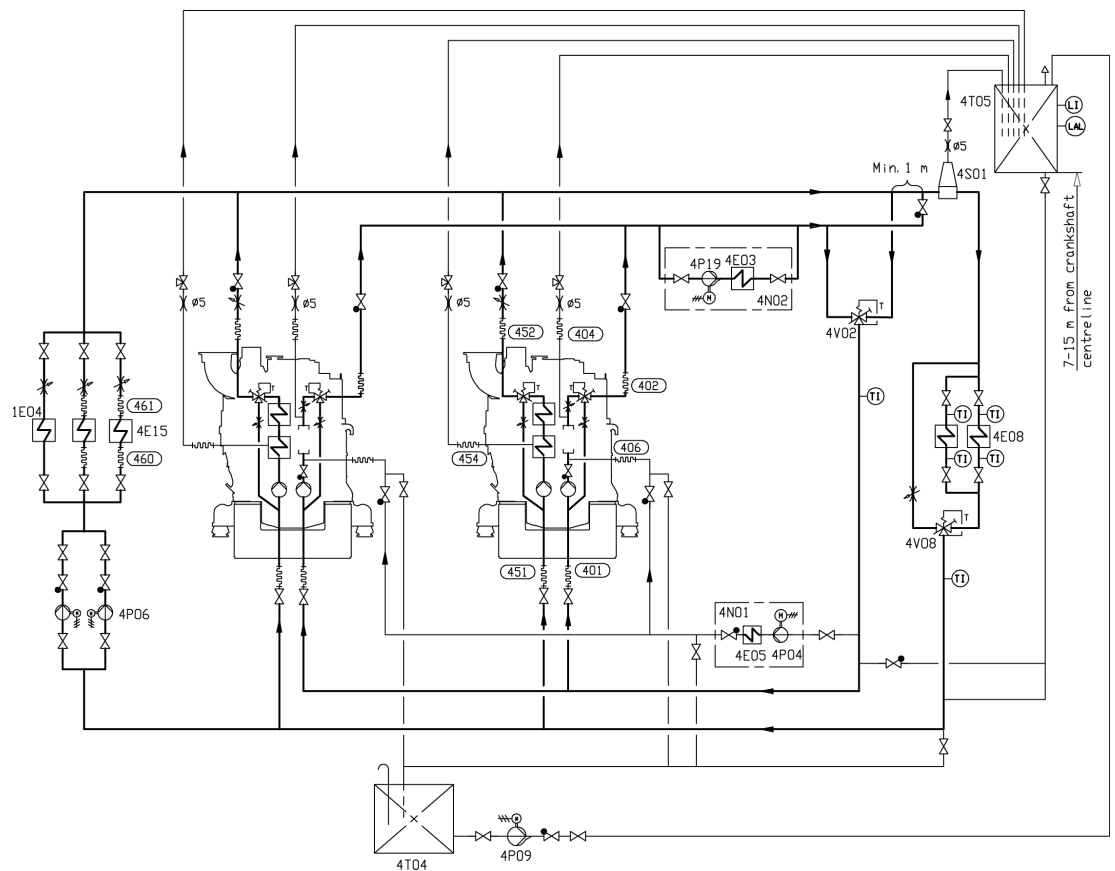 4T05
LI
LAL
ø5
Min. 1 m
4S01
4P19
4E03
M
4N02
T
4V02
7-15 m from crankshaft
centreline
ø5
ø5
ø5
ø5
452
404
402
T
T
T
T
TI
1E04
461
4E15
460
454
406
TI
TI
4E08
TI
TI
T
4V08
TI
451
401
M
M
4P06
4N01
M
4E05
4P04
4T04
M
4P09